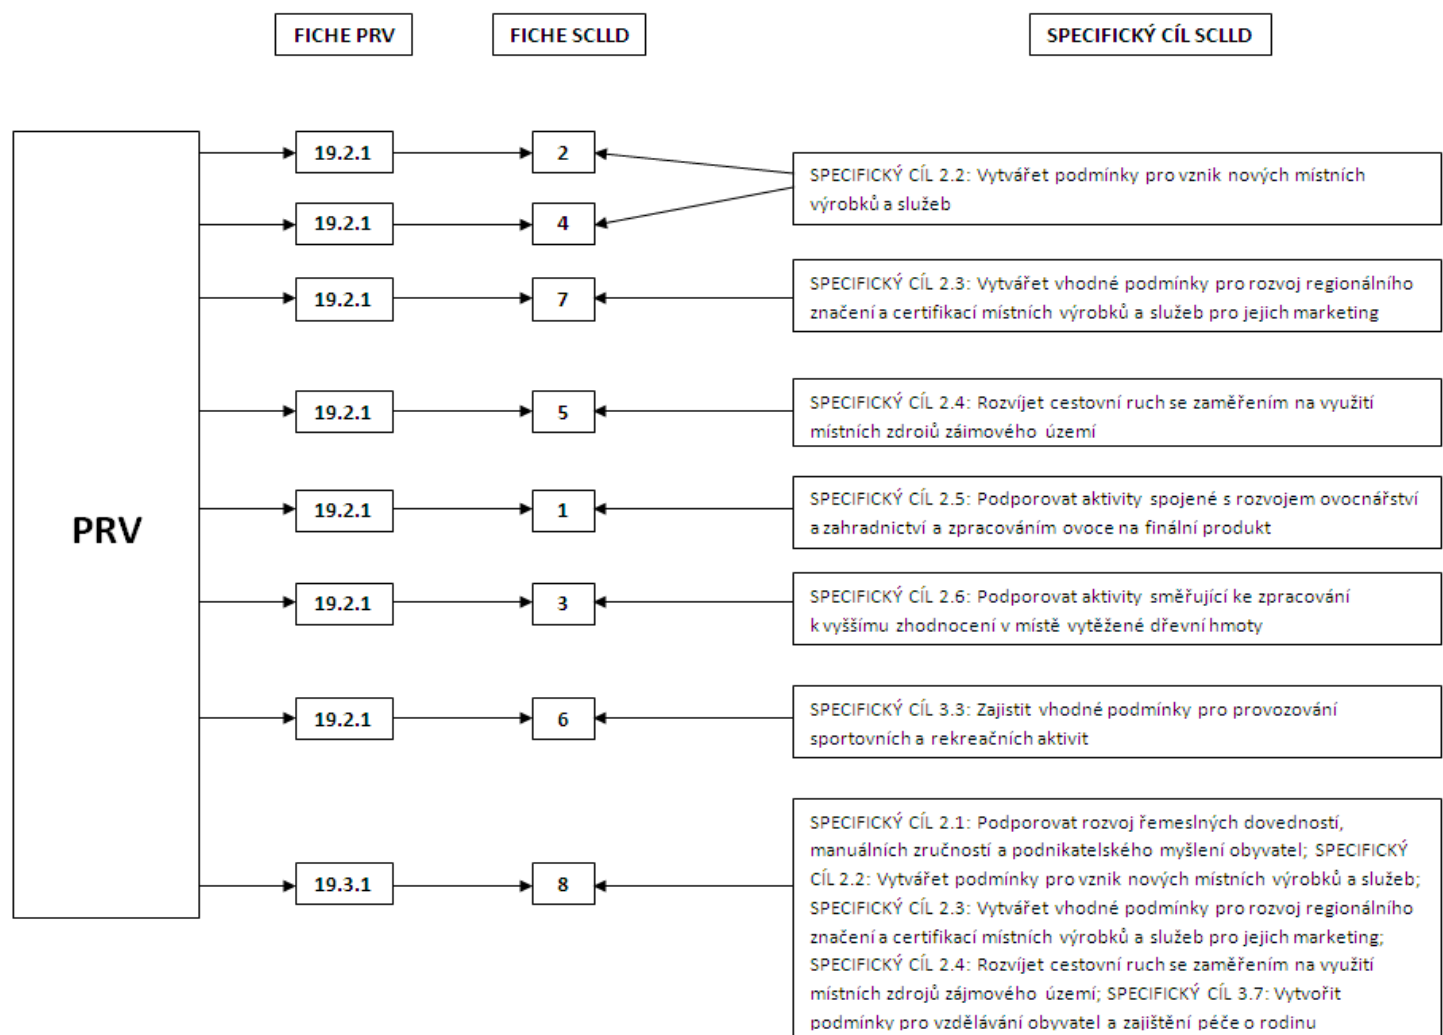 FICHE PRV
FICHE SCLLD
SPECIFICKÝ CÍL SCLLD
PRV
19.2.1
2
19.2.1
4
SPECIFICKÝ CÍL 2.2: Vytvářet podmínky pro vznik nových místních
výrobků a služeb
19.2.1
7
SPECIFICKÝ CÍL 2.3: Vytvářet vhodné podmínky pro rozvoj regionálního
značení a certifikací místních výrobků a služeb pro jejich marketing
19.2.1
5
SPECIFICKÝ CÍL 2.4: Rozvíjet cestovní ruch se zaměřením na využití
místních zdrojů zájmového území
19.2.1
1
SPECIFICKÝ CÍL 2.5: Podporovat aktivity spojené s rozvojem ovocnářství
a zahradnictví a zpracováním ovoce na finální produkt
19.2.1
3
SPECIFICKÝ CÍL 2.6: Podporovat aktivity směřující ke zpracování
k vyššímu zhodnocení v místě vytěžené dřevní hmoty
19.2.1
6
SPECIFICKÝ CÍL 3.3: Zajistit vhodné podmínky pro provozování
sportovních a rekreačních aktivit
19.3.1
8
SPECIFICKÝ CÍL 2.1: Podporovat rozvoj řemeslných dovedností,
manuálních zručností a podnikatelského myšlení obyvatel; SPECIFICKÝ
CÍL 2.2: Vytvářet podmínky pro vznik nových místních výrobků a služeb;
SPECIFICKÝ CÍL 2.3: Vytvářet vhodné podmínky pro rozvoj regionálního
značení a certifikací místních výrobků a služeb pro jejich marketing;
SPECIFICKÝ CÍL 2.4: Rozvíjet cestovní ruch se zaměřením na využití
místních zdrojů zájmového území; SPECIFICKÝ CÍL 3.7: Vytvořit
podmínky pro vzdělávání obyvatel a zajištění péče o rodinu